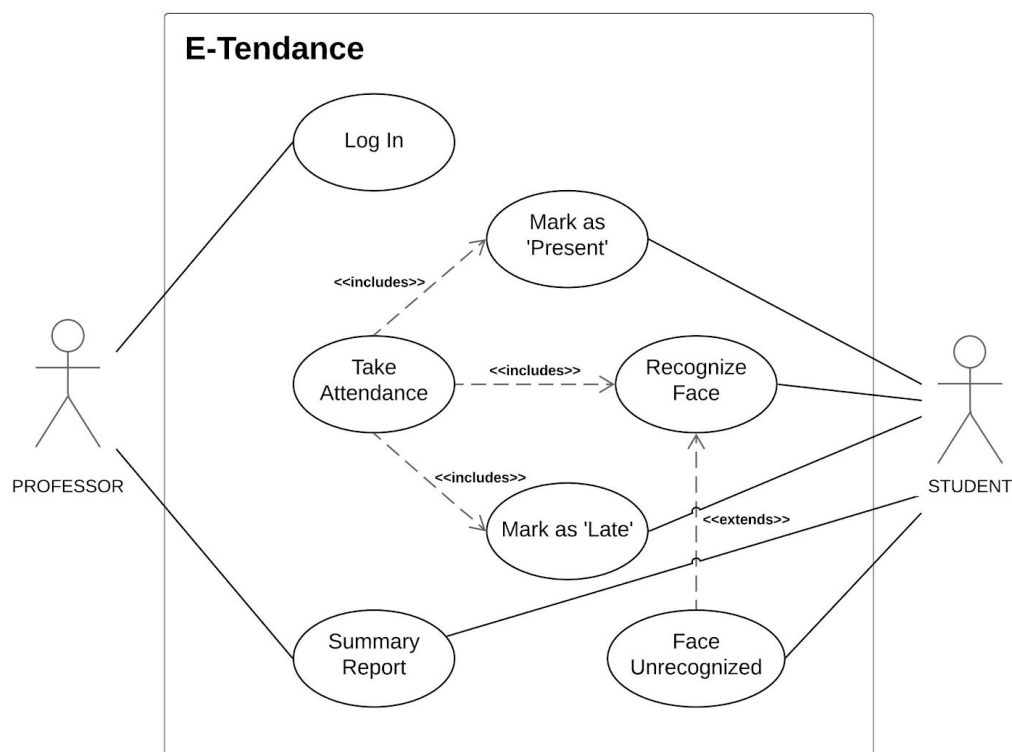 E-Tendance
Log In
Mark as
'Present'
<<includes>>
Take
Attendance
<<includes>>
Recognize
Face
<<includes>>
PROFESSOR
STUDENT
Mark as 'Late'
<<extends>>
Summary
Report
Face
Unrecognized